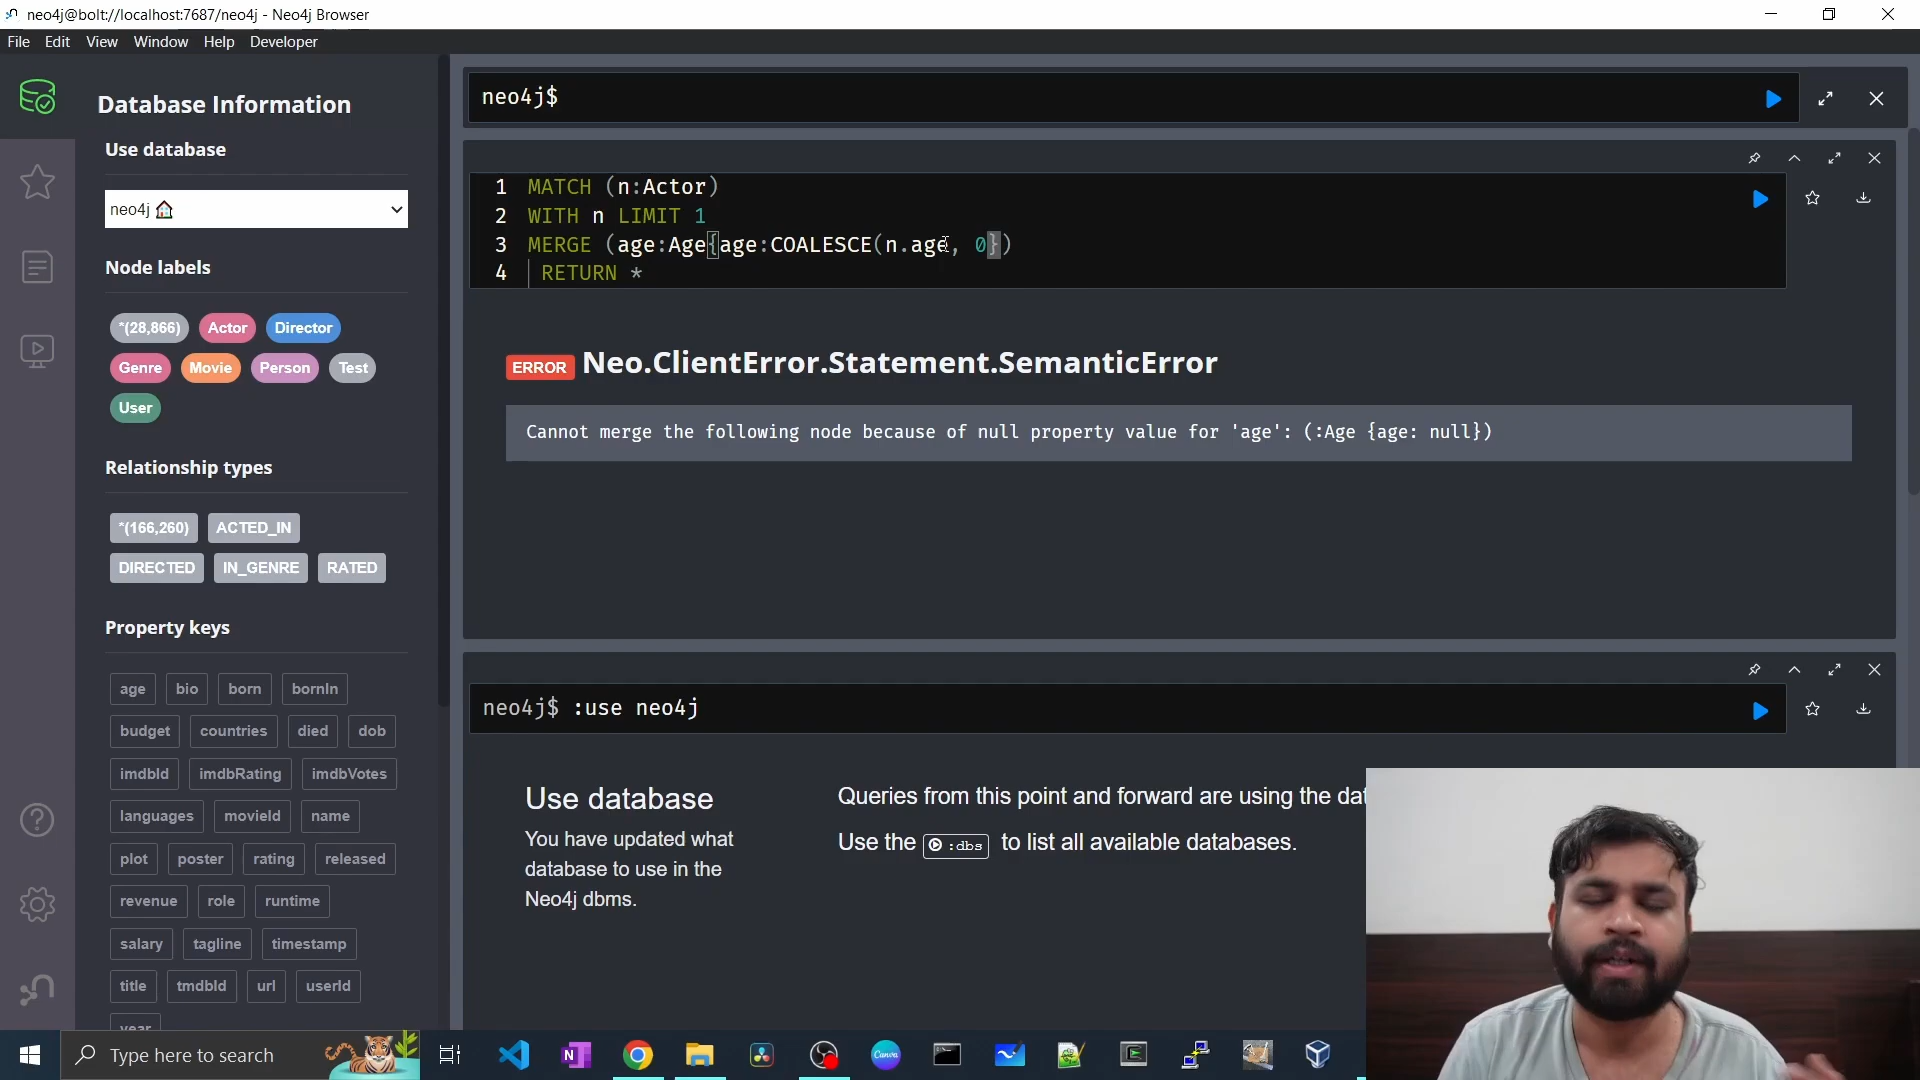 neo4j@bolt://localhost:7687/neo4j - Neo4j Browser
File Edit View Window Help Developer
Database Information
Use database
neo4j
Node labels
*(28,866) Actor Director
Genre Movie Person Test
User
Relationship types
*(166,260) ACTED_IN
DIRECTED IN_GENRE RATED
Property keys
age bio born bornIn
budget countries died dob
imdbId imdbRating imdbVotes
languages movieId name
plot poster rating released
revenue role runtime
salary tagline timestamp
title tmdbId url userId
year
neo4j$
1 MATCH (n:Actor)
2 WITH n LIMIT 1
3 MERGE (age:Age{age:COALESCE(n.age, 0})
4 RETURN *
ERROR Neo.ClientError.Statement.SemanticError
Cannot merge the following node because of null property value for 'age': (:Age {age: null})
neo4j$ :use neo4j
Use database
You have updated what
database to use in the
Neo4j dbms.
Queries from this point and forward are using the dat
Use the :dbs to list all available databases.
Type here to search
Canva